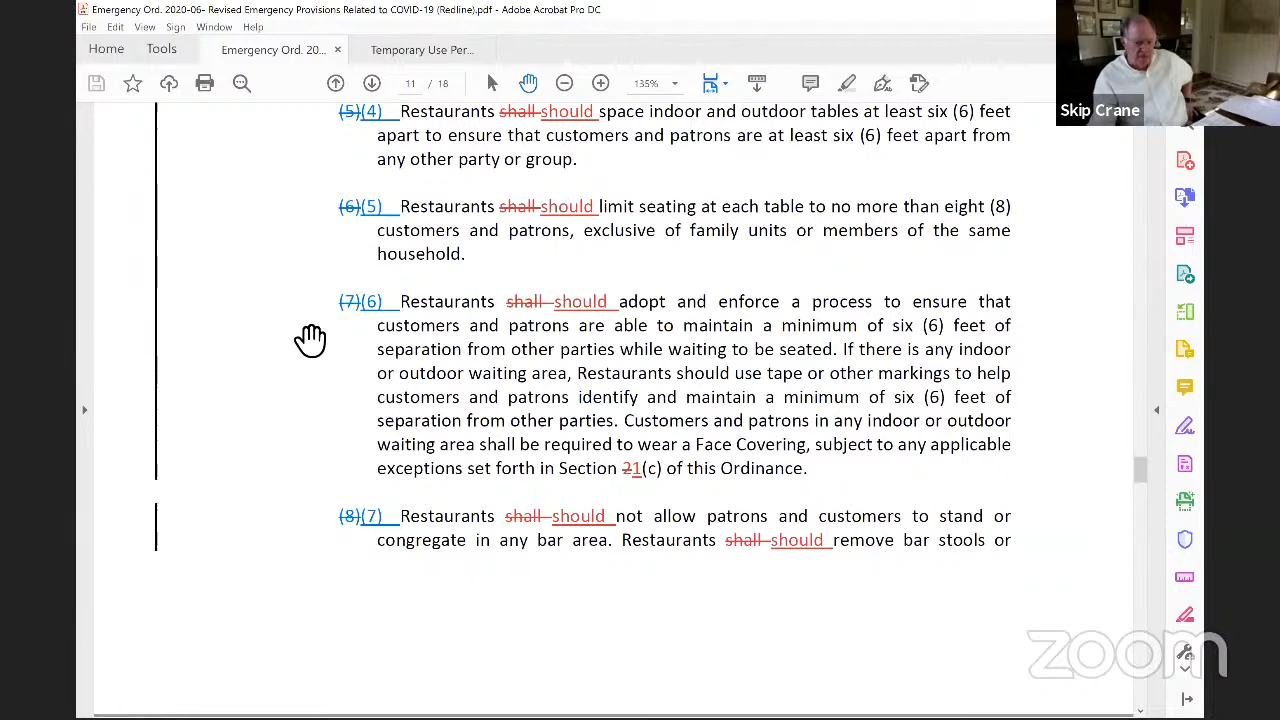 Emergency Ord. 2020-06- Revised Emergency Provisions Related to COVID-19 (Redline).pdf - Adobe Acrobat Pro DC
File Edit View Sign Window Help
Home Tools Emergency Ord. 20... × Temporary Use Per...
11 / 18 135%
Skip Crane
(5)(4) Restaurants shall should space indoor and outdoor tables at least six (6) feet
apart to ensure that customers and patrons are at least six (6) feet apart from
any other party or group.
(6)(5) Restaurants shall should limit seating at each table to no more than eight (8)
customers and patrons, exclusive of family units or members of the same
household.
(7)(6) Restaurants shall should adopt and enforce a process to ensure that
customers and patrons are able to maintain a minimum of six (6) feet of
separation from other parties while waiting to be seated. If there is any indoor
or outdoor waiting area, Restaurants should use tape or other markings to help
customers and patrons identify and maintain a minimum of six (6) feet of
separation from other parties. Customers and patrons in any indoor or outdoor
waiting area shall be required to wear a Face Covering, subject to any applicable
exceptions set forth in Section 21(c) of this Ordinance.
(8)(7) Restaurants shall should not allow patrons and customers to stand or
congregate in any bar area. Restaurants shall should remove bar stools or
zoom